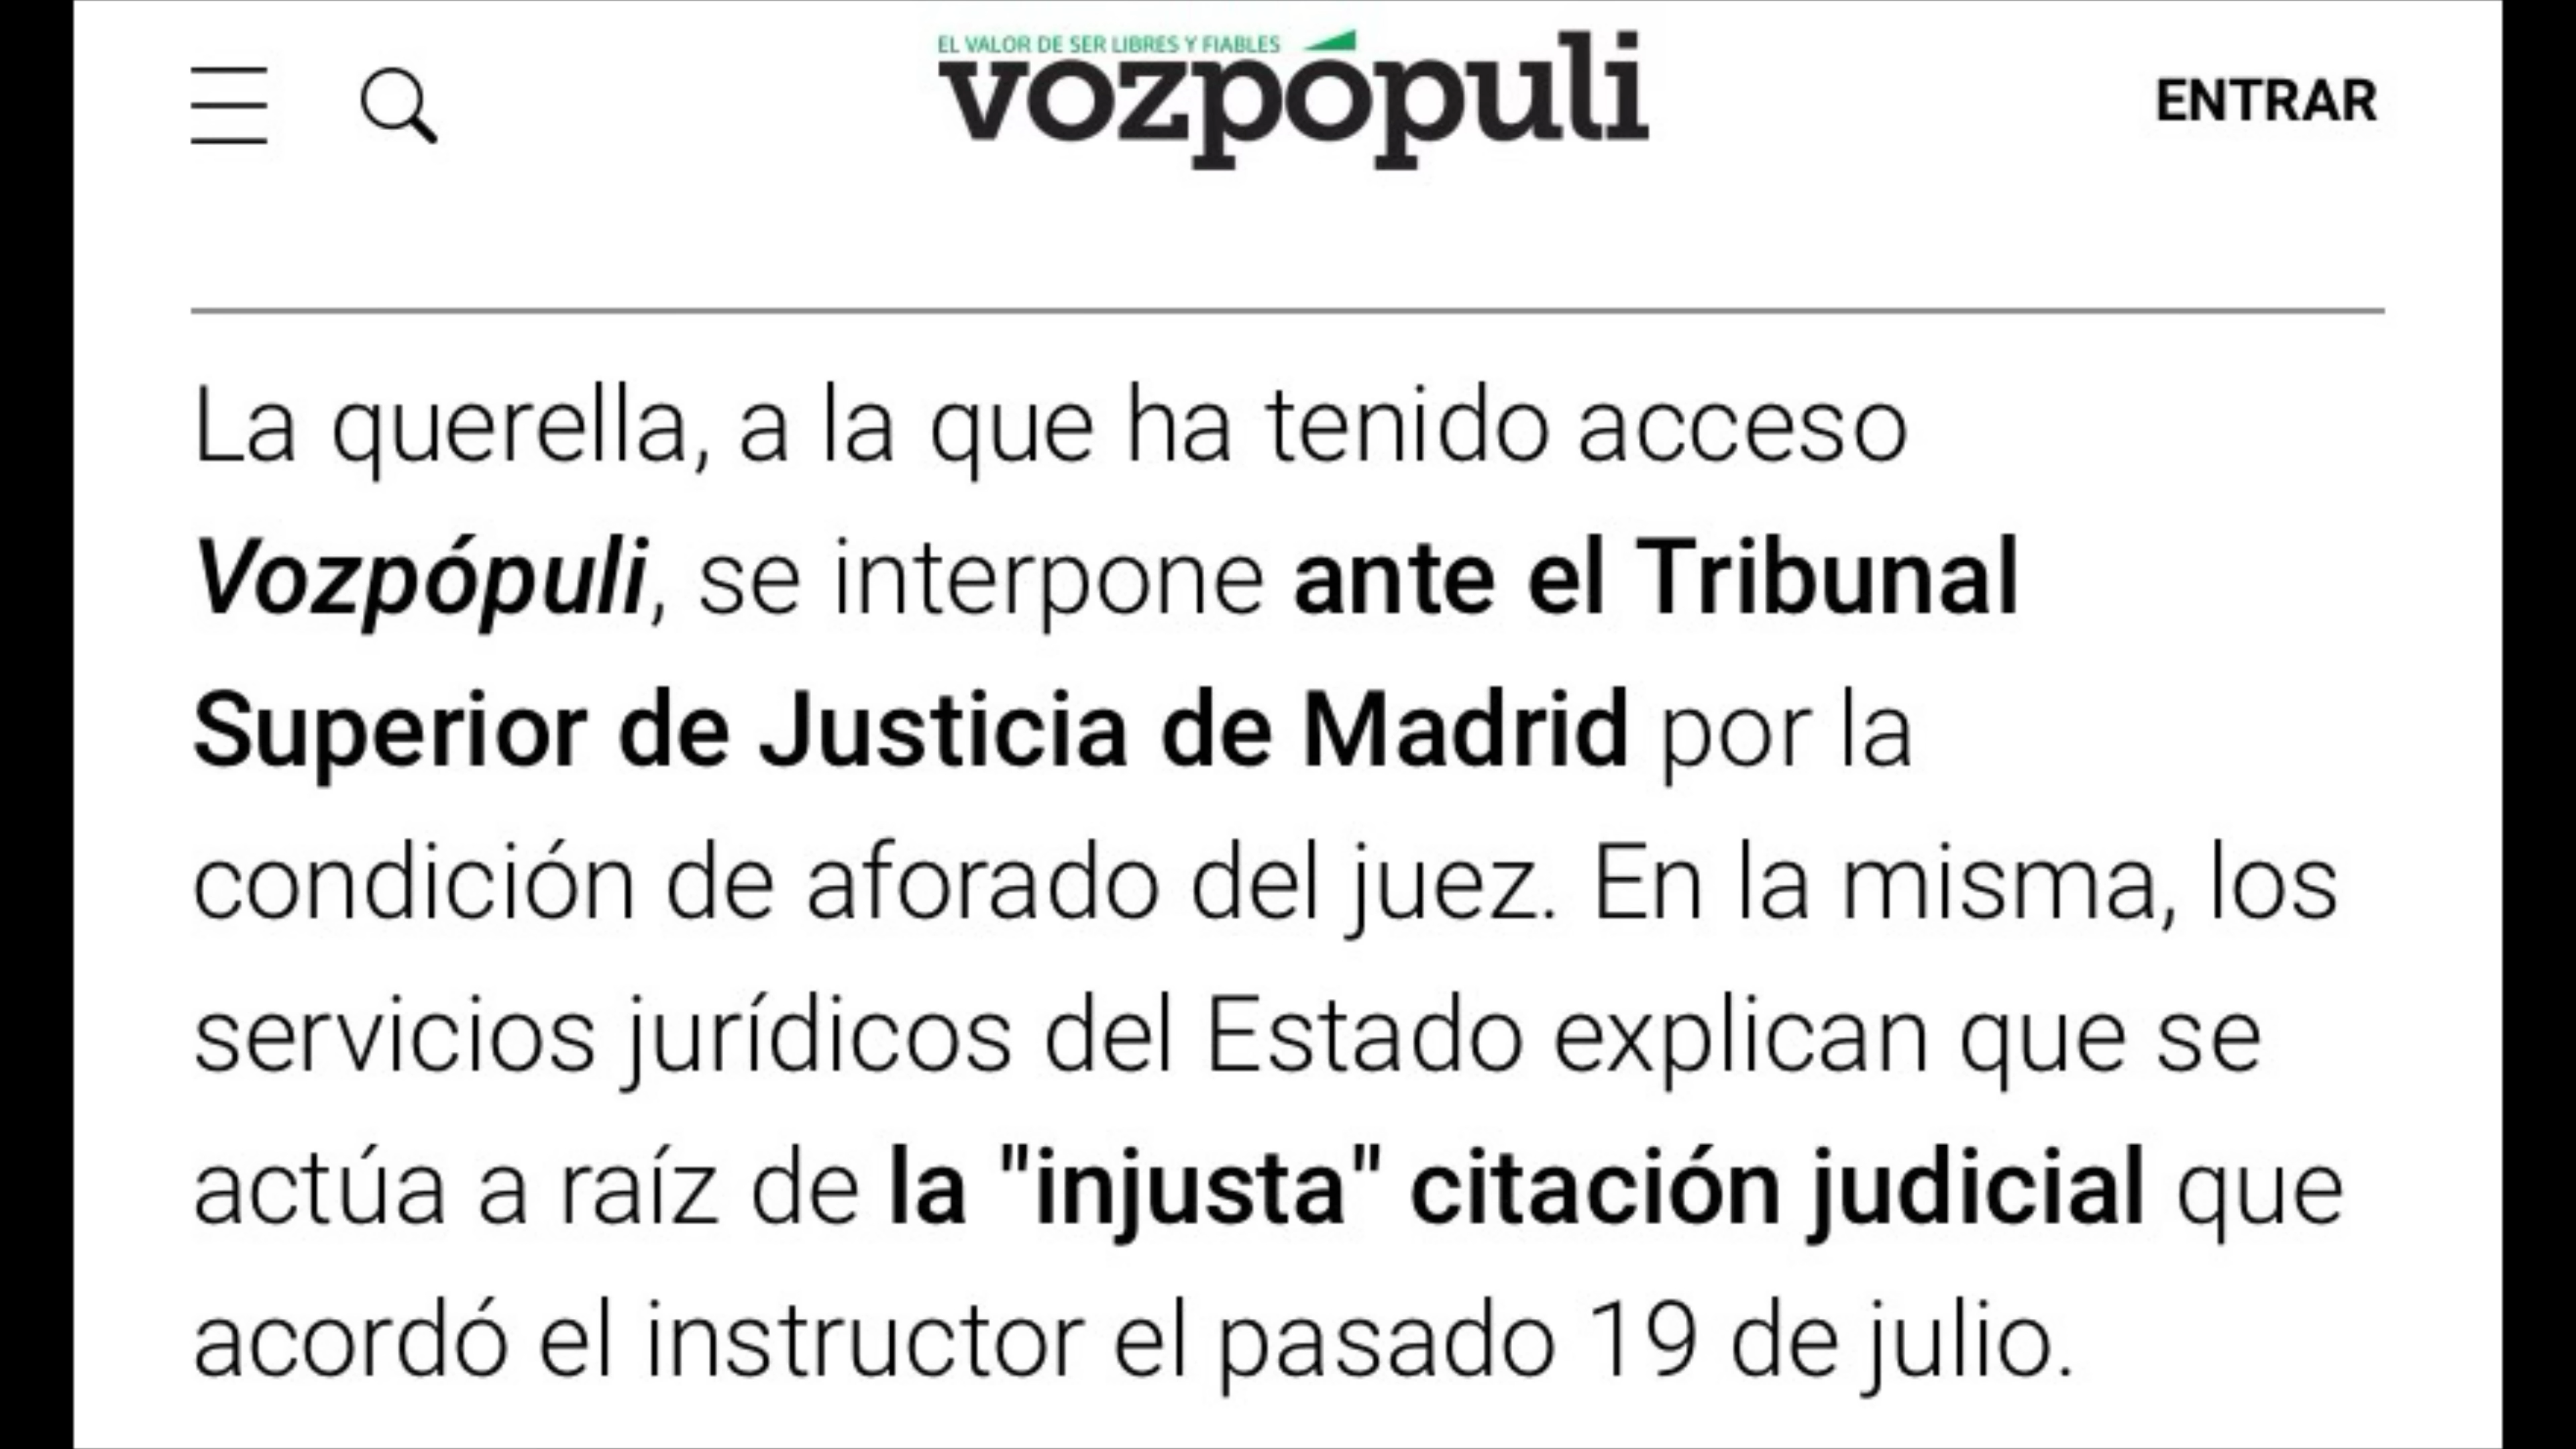 EL VALOR DE SER LIBRES Y FIABLES
vozpópuli
ENTRAR
La querella, a la que ha tenido acceso
Vozpópuli, se interpone ante el Tribunal
Superior de Justicia de Madrid por la
condición de aforado del juez. En la misma, los
servicios jurídicos del Estado explican que se
actúa a raíz de la "injusta" citación judicial que
acordó el instructor el pasado 19 de julio.